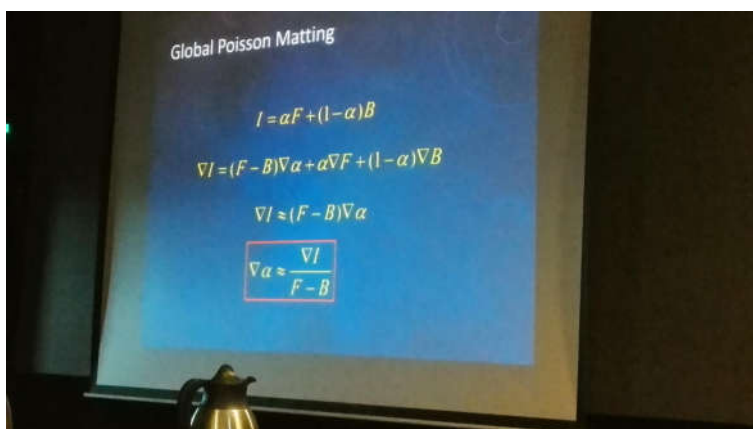 Global Poisson Matting
I = αF + (1−α)B
∇I = (F − B)∇α + α∇F + (1−α)∇B
∇I ≈ (F − B)∇α
∇α ≈ ∇I / F − B